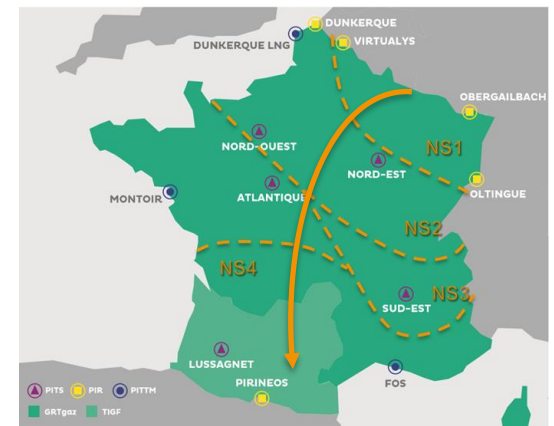 DUNKERQUE
DUNKERQUE LNG
VIRTUALYS
OBERGAILBACH
NORD-OUEST
NS1
NORD-EST
OLTINGUE
ATLANTIQUE
MONTOIR
NS2
NS4
NS3
SUD-EST
LUSSAGNET
PIRINEOS
FOS
PITS PIR PITTM
GRTgaz TIGF